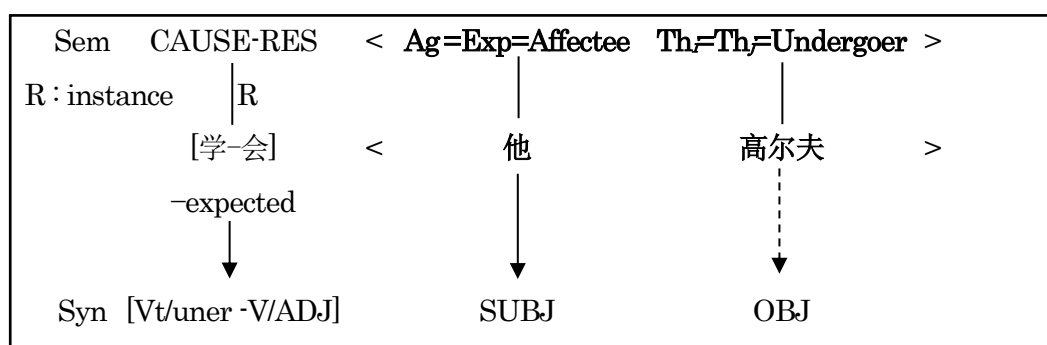 Sem CAUSE-RES < Ag=Exp=Affectee Thi=Thj=Undergoer >
R：instance R
[学-会] < 他 高尔夫 >
-expected
Syn [Vt/uner -V/ADJ] SUBJ OBJ